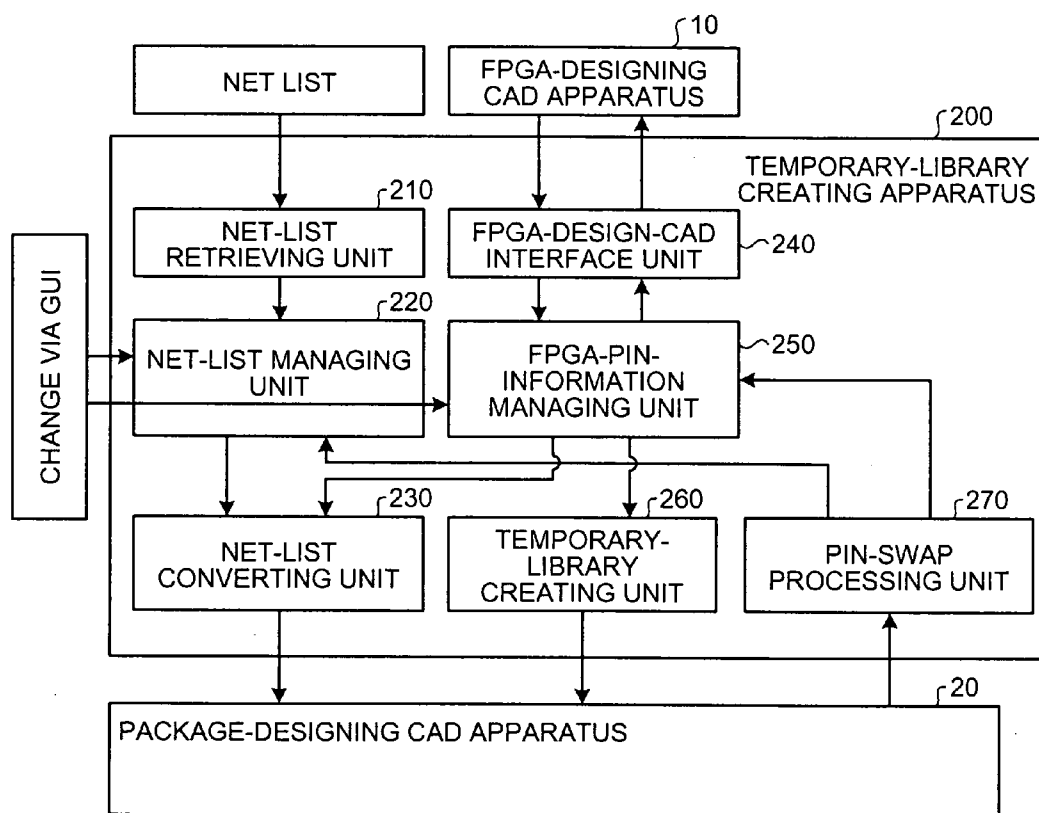 10
NET LIST
FPGA-DESIGNING
CAD APPARATUS
200
TEMPORARY-LIBRARY
CREATING APPARATUS
210
NET-LIST
RETRIEVING UNIT
FPGA-DESIGN-CAD
INTERFACE UNIT
240
CHANGE VIA GUI
220
NET-LIST MANAGING
UNIT
FPGA-PIN-
INFORMATION
MANAGING UNIT
250
230
NET-LIST
CONVERTING UNIT
260
TEMPORARY-
LIBRARY
CREATING UNIT
270
PIN-SWAP
PROCESSING UNIT
20
PACKAGE-DESIGNING CAD APPARATUS